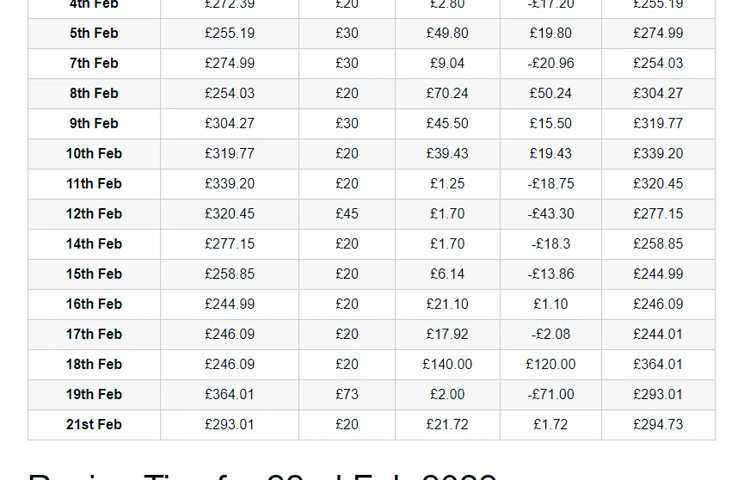 4th Feb £272.39 £20 £2.80 -£17.20 £255.19
5th Feb £255.19 £30 £49.80 £19.80 £274.99
7th Feb £274.99 £30 £9.04 -£20.96 £254.03
8th Feb £254.03 £20 £70.24 £50.24 £304.27
9th Feb £304.27 £30 £45.50 £15.50 £319.77
10th Feb £319.77 £20 £39.43 £19.43 £339.20
11th Feb £339.20 £20 £1.25 -£18.75 £320.45
12th Feb £320.45 £45 £1.70 -£43.30 £277.15
14th Feb £277.15 £20 £1.70 -£18.3 £258.85
15th Feb £258.85 £20 £6.14 -£13.86 £244.99
16th Feb £244.99 £20 £21.10 £1.10 £246.09
17th Feb £246.09 £20 £17.92 -£2.08 £244.01
18th Feb £246.09 £20 £140.00 £120.00 £364.01
19th Feb £364.01 £73 £2.00 -£71.00 £293.01
21st Feb £293.01 £20 £21.72 £1.72 £294.73